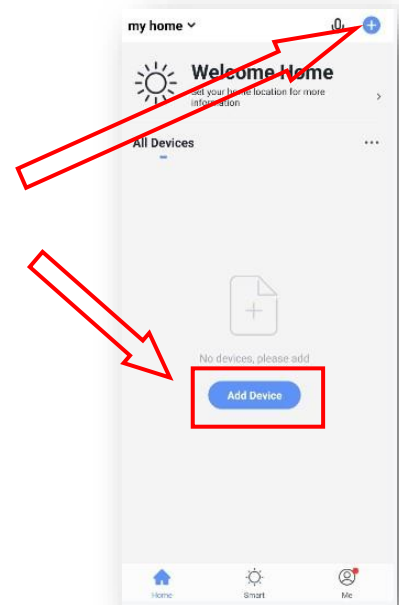 my home
Welcome Home
Set your home location for more
information
All Devices
No devices, please add
Add Device
Home
Smart
Me